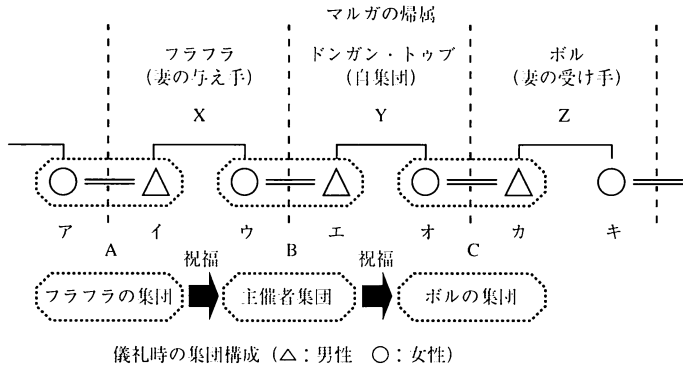 マルガの帰属
フラフラ ドンガン・トゥブ ボル
(妻の与え手) (自集団) (妻の受け手)
X Y Z
ア イ ウ エ オ カ キ
A B C
祝福 祝福
フラフラの集団 主催者集団 ボルの集団
儀礼時の集団構成 (△:男性 ○:女性)